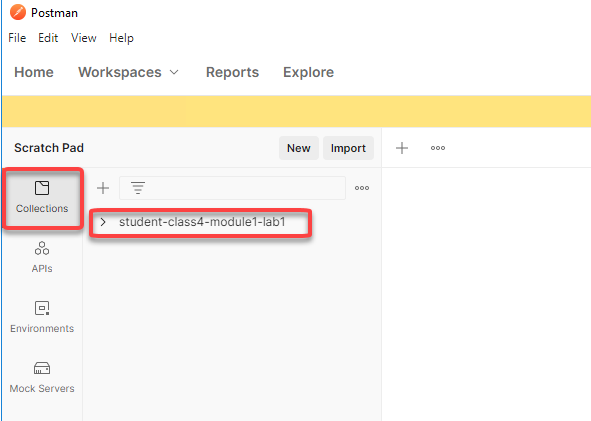 Postman
File Edit View Help
Home Workspaces Reports Explore
Scratch Pad New Import
Collections
student-class4-module1-lab1
APIs
Environments
Mock Servers